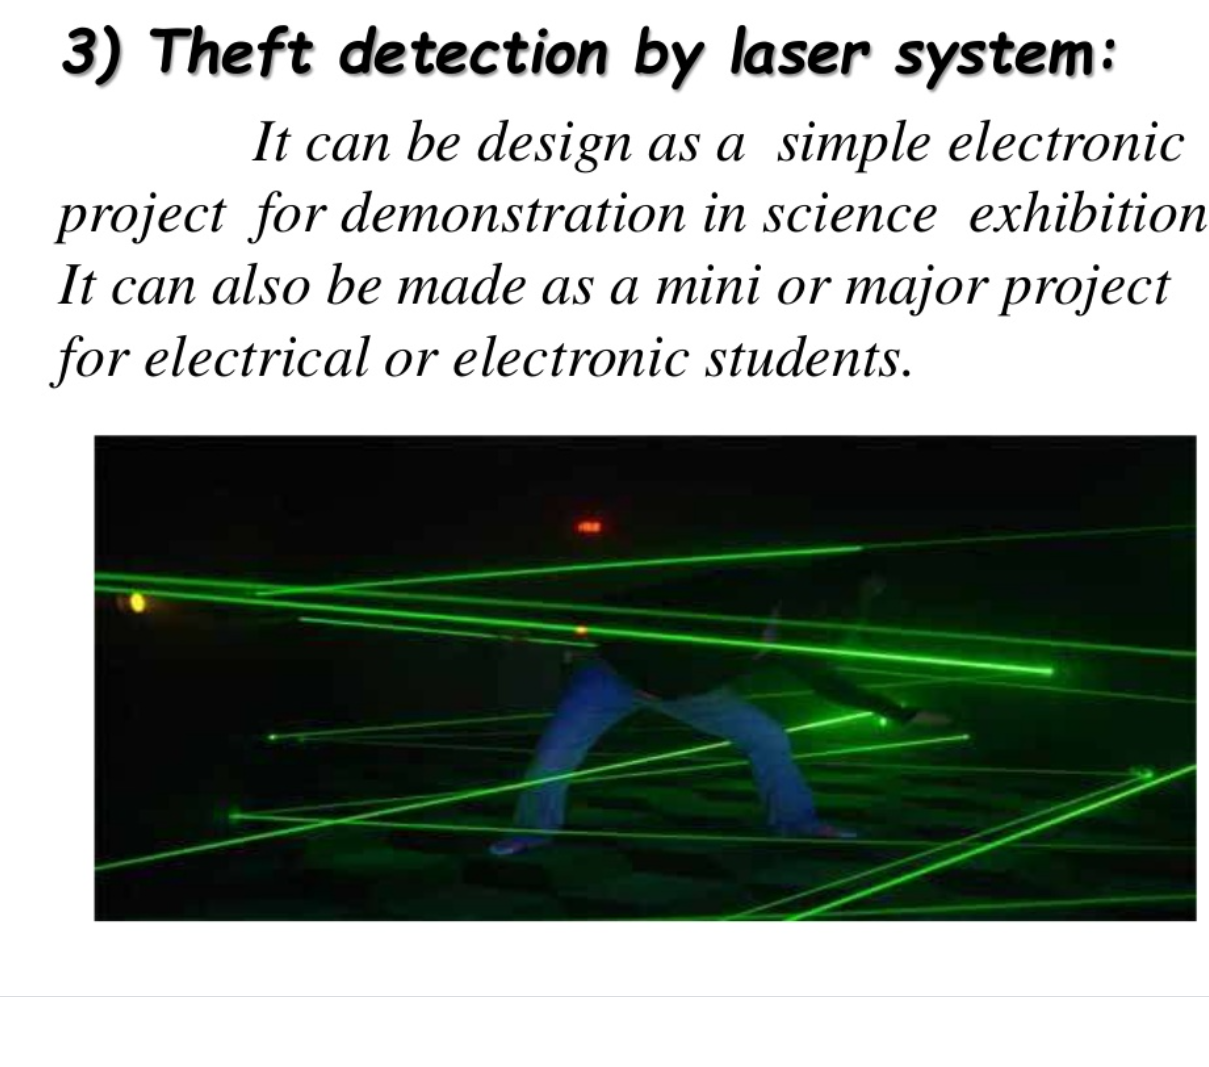 3) Theft detection by laser system:
It can be design as a simple electronic
project for demonstration in science exhibition
It can also be made as a mini or major project
for electrical or electronic students.